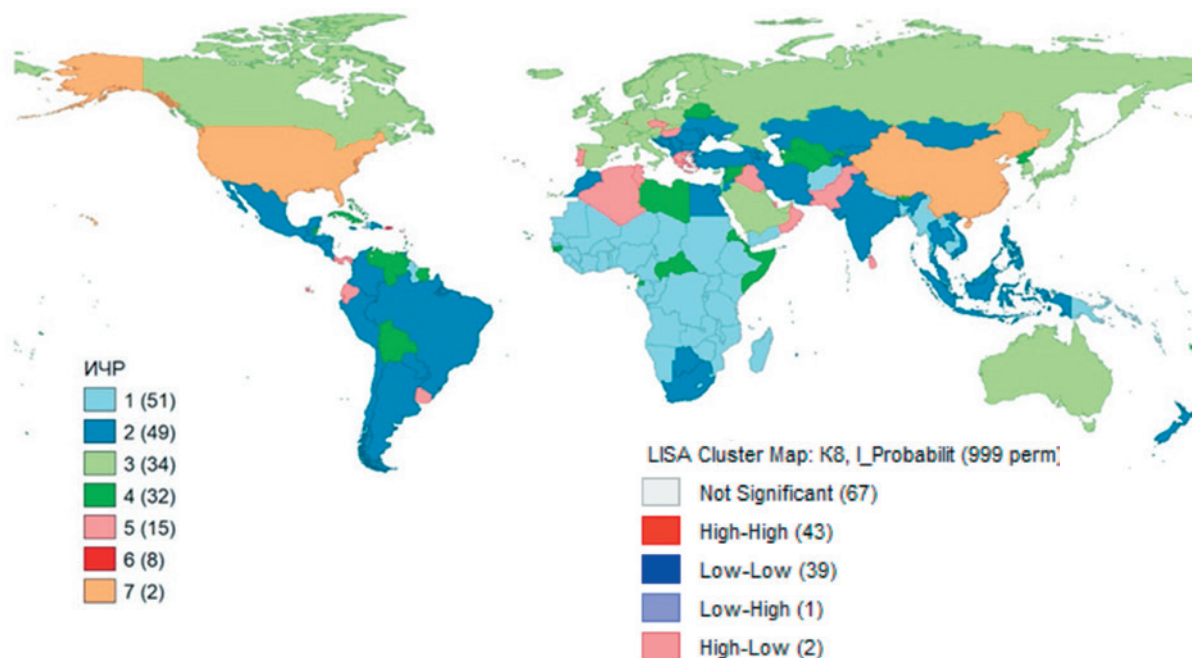 ИЧР
1 (51)
2 (49)
3 (34)
4 (32)
5 (15)
6 (8)
7 (2)
LISA Cluster Map: K8, I_Probabilit (999 perm)
Not Significant (67)
High-High (43)
Low-Low (39)
Low-High (1)
High-Low (2)